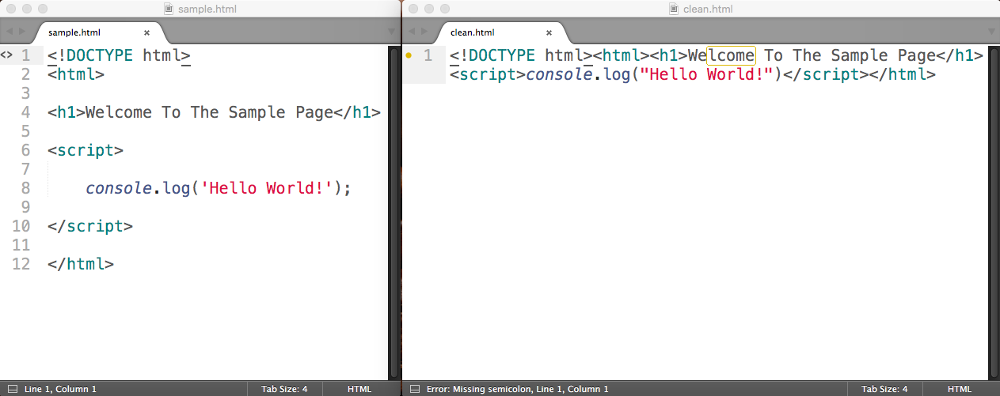 sample.html
sample.html ×
<> 1 <!DOCTYPE html>
2 <html>
3
4 <h1>Welcome To The Sample Page</h1>
5
6 <script>
7
8 console.log('Hello World!');
9
10 </script>
11
12 </html>
Line 1, Column 1 Tab Size: 4 HTML
clean.html
clean.html ×
1 <!DOCTYPE html><html><h1>Welcome To The Sample Page</h1>
<script>console.log("Hello World!")</script></html>
Error: Missing semicolon, Line 1, Column 1 Tab Size: 4 HTML